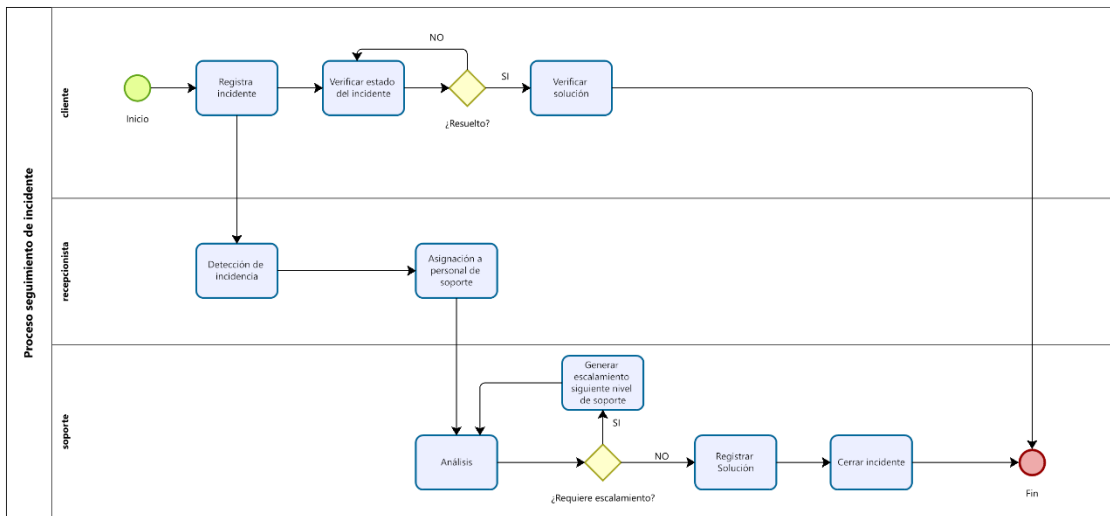 Proceso seguimiento de incidente
cliente
Inicio
Registra
incidente
Verificar estado
del incidente
NO
¿Resuelto?
SI
Verificar
solución
recepcionista
Detección de
incidencia
Asignación a
personal de
soporte
soporte
Análisis
Generar
escalamiento
siguiente nivel
de soporte
SI
¿Requiere escalamiento?
NO
Registrar
Solución
Cerrar incidente
Fin